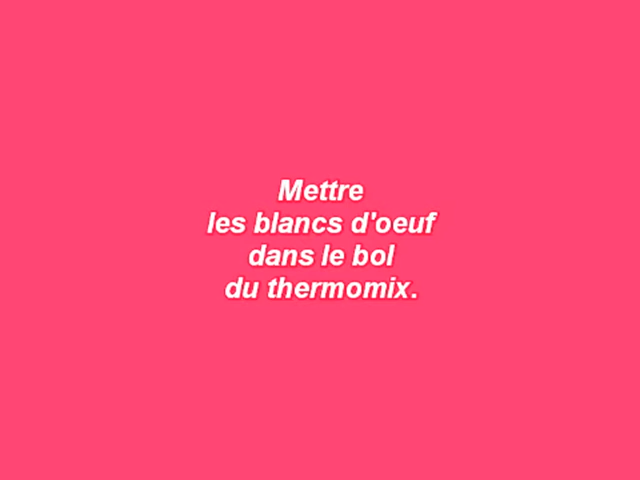 Mettre
les blancs d'oeuf
dans le bol
du thermomix.